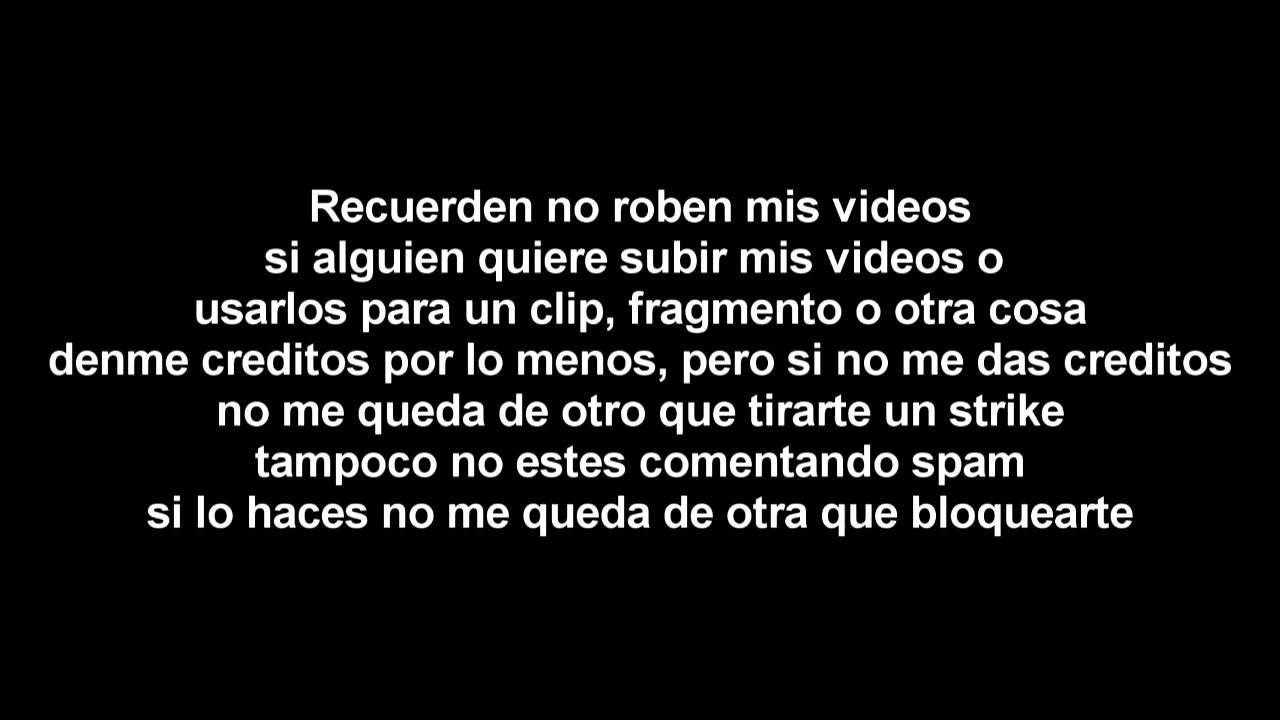 Recuerden no roben mis videos
si alguien quiere subir mis videos o
usarlos para un clip, fragmento o otra cosa
denme creditos por lo menos, pero si no me das creditos
no me queda de otro que tirarte un strike
tampoco no estes comentando spam
si lo haces no me queda de otra que bloquearte